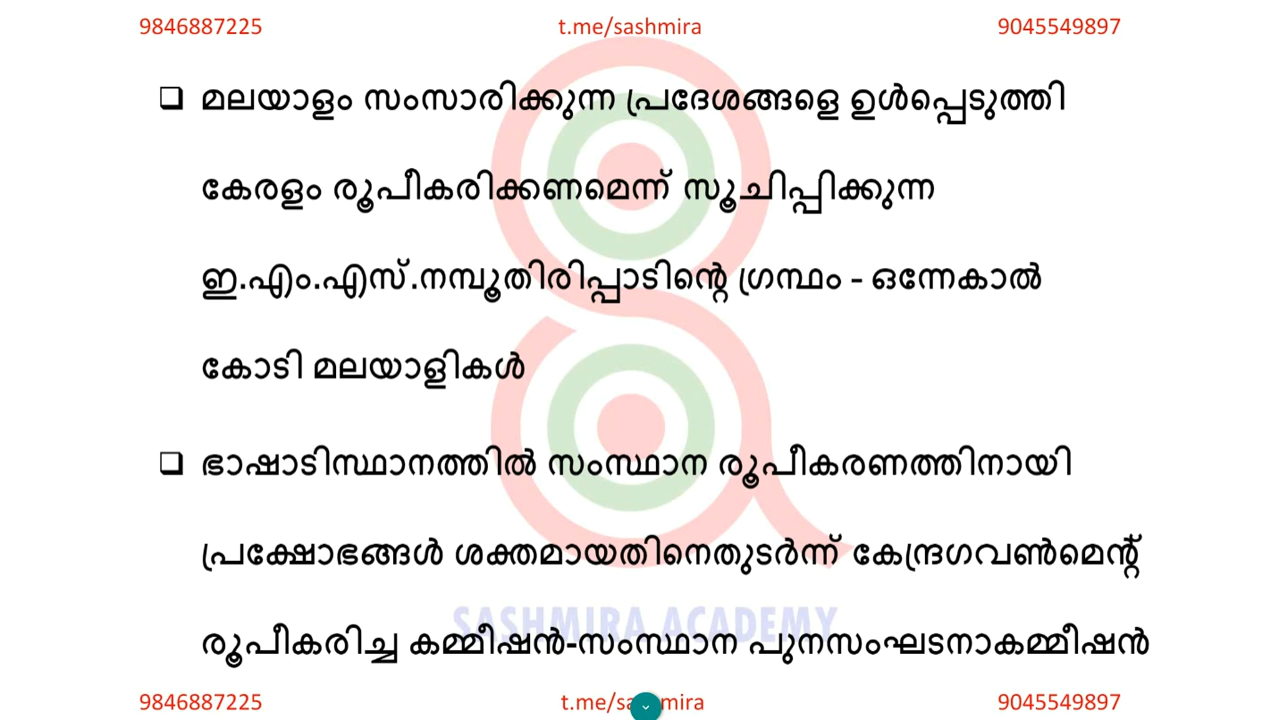 9846887225 t.me/sashmira 9045549897
❑ മലയാളം സംസാരിക്കുന്ന പ്രദേശങ്ങളെ ഉൾപ്പെടുത്തി
കേരളം രൂപീകരിക്കണമെന്ന് സൂചിപ്പിക്കുന്ന
ഇ.എം.എസ്.നമ്പൂതിരിപ്പാടിന്റെ ഗ്രന്ഥം - ഒന്നേകാൽ
കോടി മലയാളികൾ
❑ ഭാഷാടിസ്ഥാനത്തിൽ സംസ്ഥാന രൂപീകരണത്തിനായി
പ്രക്ഷോഭങ്ങൾ ശക്തമായതിനെതുടർന്ന് കേന്ദ്രഗവൺമെന്റ്
SASHMIRA ACADEMY
രൂപീകരിച്ച കമ്മീഷൻ-സംസ്ഥാന പുനസംഘടനാകമ്മീഷൻ
9846887225 t.me/sashmira 9045549897